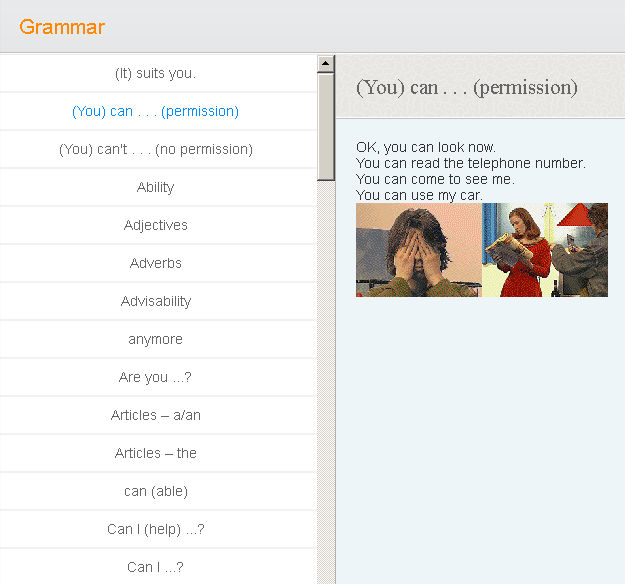 Grammar
(It) suits you.
(You) can . . . (permission)
(You) can't . . . (no permission)
Ability
Adjectives
Adverbs
Advisability
anymore
Are you ...?
Articles – a/an
Articles – the
can (able)
Can I (help) ...?
Can I ...?
(You) can . . . (permission)
OK, you can look now.
You can read the telephone number.
You can come to see me.
You can use my car.